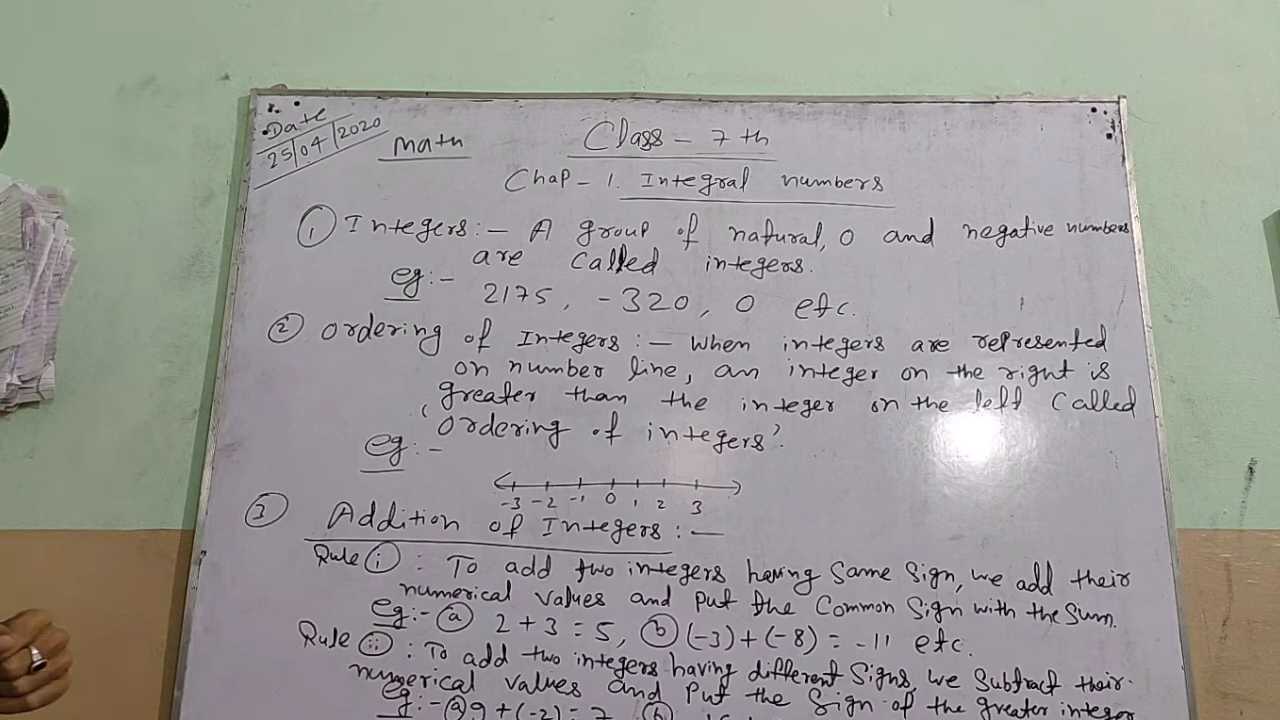 Date
25/04/2020
Math
Class - 7th
Chap - 1. Integral numbers
① Integers :- A group of natural, 0 and negative numbers
are called integers.
eg:-
2175, -320, 0 etc.
② Ordering of Integers :- When integers are represented
on number line, an integer on the right is
greater than the integer on the left called
'Ordering of integers'.
eg:-
-3 -2 -1 0 1 2 3
③ Addition of Integers :-
Rule (i) : To add two integers having Same Sign, we add their
numerical values and put the Common Sign with the Sum.
eg:- (a) 2 + 3 = 5, (b) (-3) + (-8) = -11 etc.
Rule (ii) : To add two integers having different Signs, we Subtract their
numerical values and put the Sign of the greater integer
eg:- (a) 9 + (-2) = 7 (b)